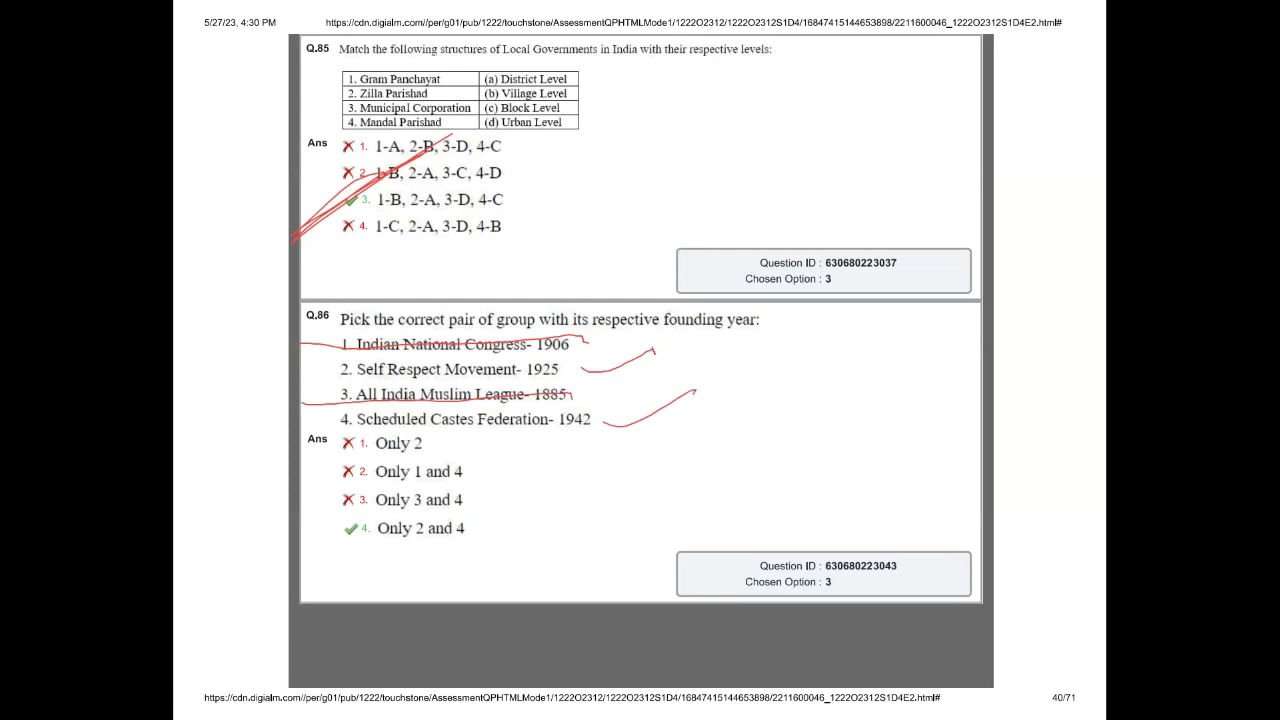 5/27/23, 4:30 PM https://cdn.digialm.com//per/g01/pub/1222/touchstone/AssessmentQPHTMLMode1/1222O2312/1222O2312S1D4/16847415144653898/2211600046_1222O2312S1D4E2.html#
Q.85 Match the following structures of Local Governments in India with their respective levels:
1. Gram Panchayat (a) District Level
2. Zilla Parishad (b) Village Level
3. Municipal Corporation (c) Block Level
4. Mandal Parishad (d) Urban Level
Ans 1. 1-A, 2-B, 3-D, 4-C
2. 1-B, 2-A, 3-C, 4-D
3. 1-B, 2-A, 3-D, 4-C
4. 1-C, 2-A, 3-D, 4-B
Question ID : 630680223037
Chosen Option : 3
Q.86 Pick the correct pair of group with its respective founding year:
1. Indian National Congress- 1906
2. Self Respect Movement- 1925
3. All India Muslim League- 1885
4. Scheduled Castes Federation- 1942
Ans 1. Only 2
2. Only 1 and 4
3. Only 3 and 4
4. Only 2 and 4
Question ID : 630680223043
Chosen Option : 3
https://cdn.digialm.com//per/g01/pub/1222/touchstone/AssessmentQPHTMLMode1/1222O2312/1222O2312S1D4/16847415144653898/2211600046_1222O2312S1D4E2.html# 40/71